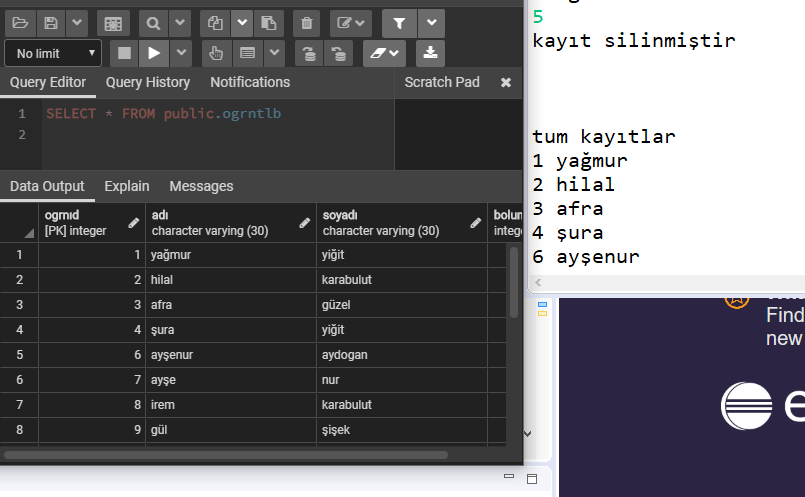 No limit
Query Editor Query History Notifications Scratch Pad
1 SELECT * FROM public.ogrntlb
2
Data Output Explain Messages
ogrnıd adı soyadı bolun
[PK] integer character varying (30) character varying (30) intege
1 1 yağmur yiğit
2 2 hilal karabulut
3 3 afra güzel
4 4 şura yiğit
5 6 ayşenur aydogan
6 7 ayşe nur
7 8 irem karabulut
8 9 gül şişek
5
kayıt silinmiştir
tum kayıtlar
1 yağmur
2 hilal
3 afra
4 şura
6 ayşenur
Find
new
e